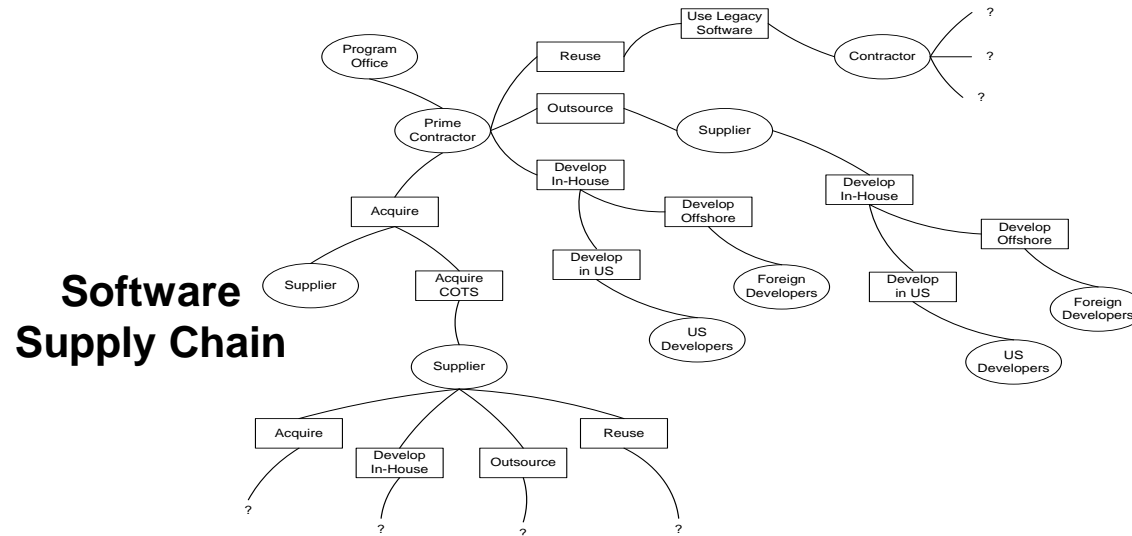 Use Legacy
Software
?
Program
Office
Reuse
Contractor
?
?
Outsource
Prime
Contractor
Supplier
Develop
In-House
Develop
In-House
Acquire
Develop
Offshore
Develop
Offshore
Develop
in US
Supplier
Acquire
COTS
Foreign
Developers
Develop
in US
Foreign
Developers
Software
Supply Chain
US
Developers
US
Developers
Supplier
Acquire
Reuse
Develop
In-House
Outsource
?
?
?
?